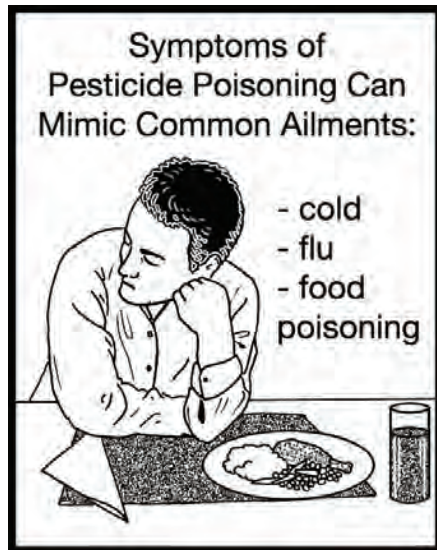 Symptoms of
Pesticide Poisoning Can
Mimic Common Ailments:
- cold
- flu
- food
poisoning